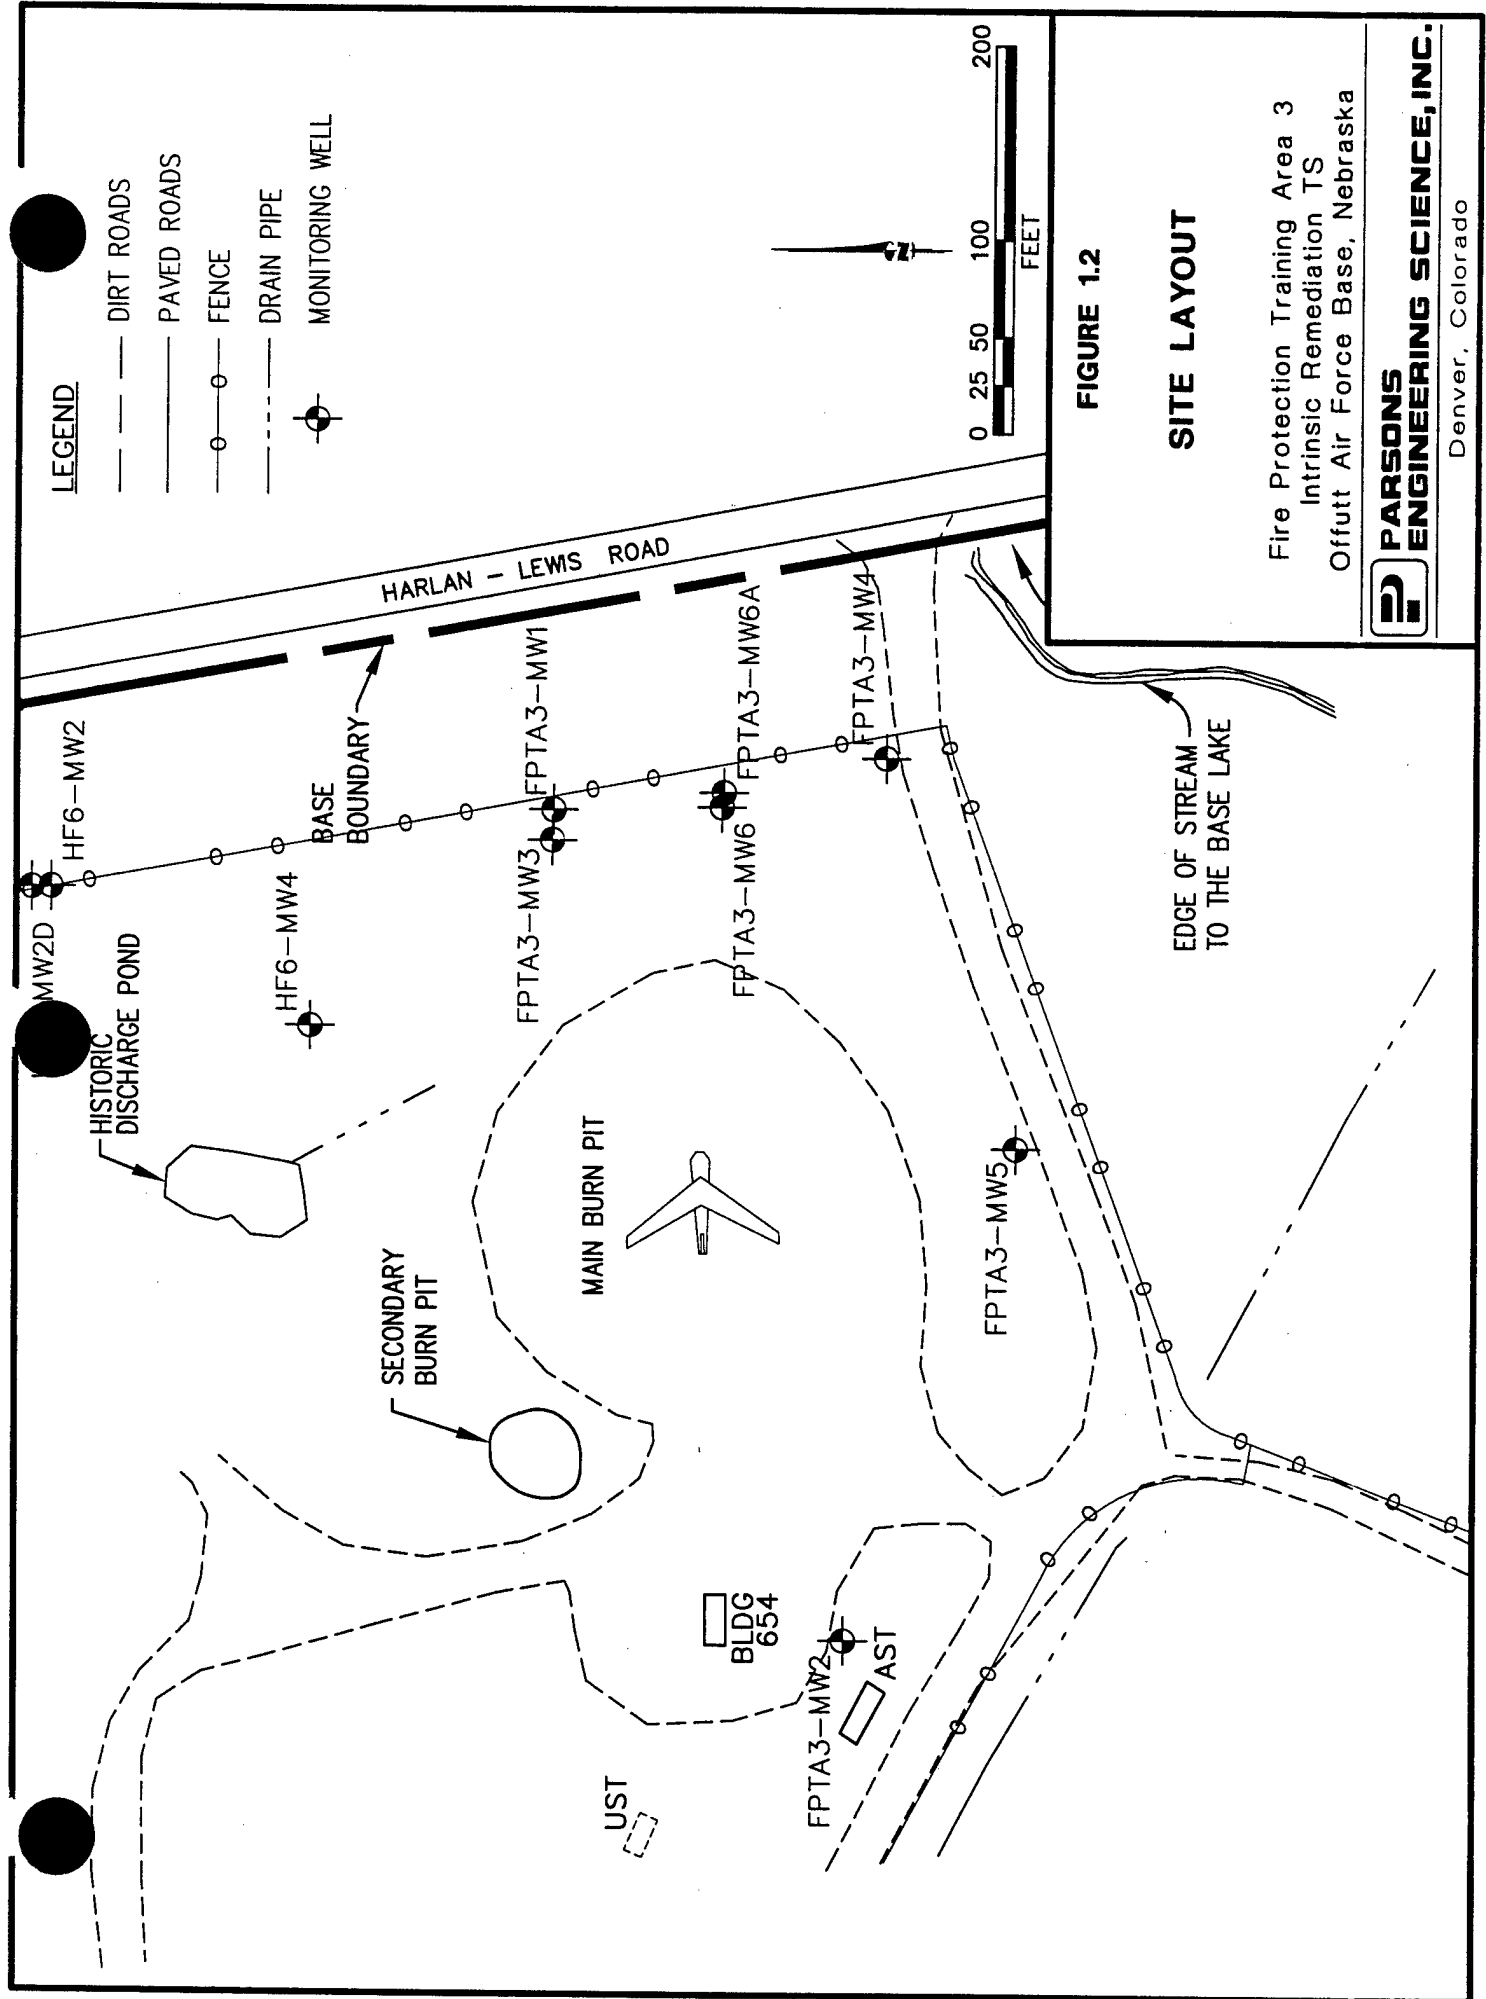 LEGEND
DIRT ROADS
PAVED ROADS
FENCE
DRAIN PIPE
MONITORING WELL
MW2D
HF6-MW2
HISTORIC
DISCHARGE POND
HF6-MW4
BASE
BOUNDARY
HARLAN - LEWIS ROAD
SECONDARY
BURN PIT
FPTA3-MW3
FPTA3-MW1
MAIN BURN PIT
UST
BLDG
654
FPTA3-MW6
FPTA3-MW6A
FPTA3-MW2
AST
FPTA3-MW4
FPTA3-MW5
EDGE OF STREAM
TO THE BASE LAKE
N
0 25 50 100 200
FEET
FIGURE 1.2
SITE LAYOUT
Fire Protection Training Area 3
Intrinsic Remediation TS
Offutt Air Force Base, Nebraska
PARSONS
ENGINEERING SCIENCE, INC.
Denver, Colorado